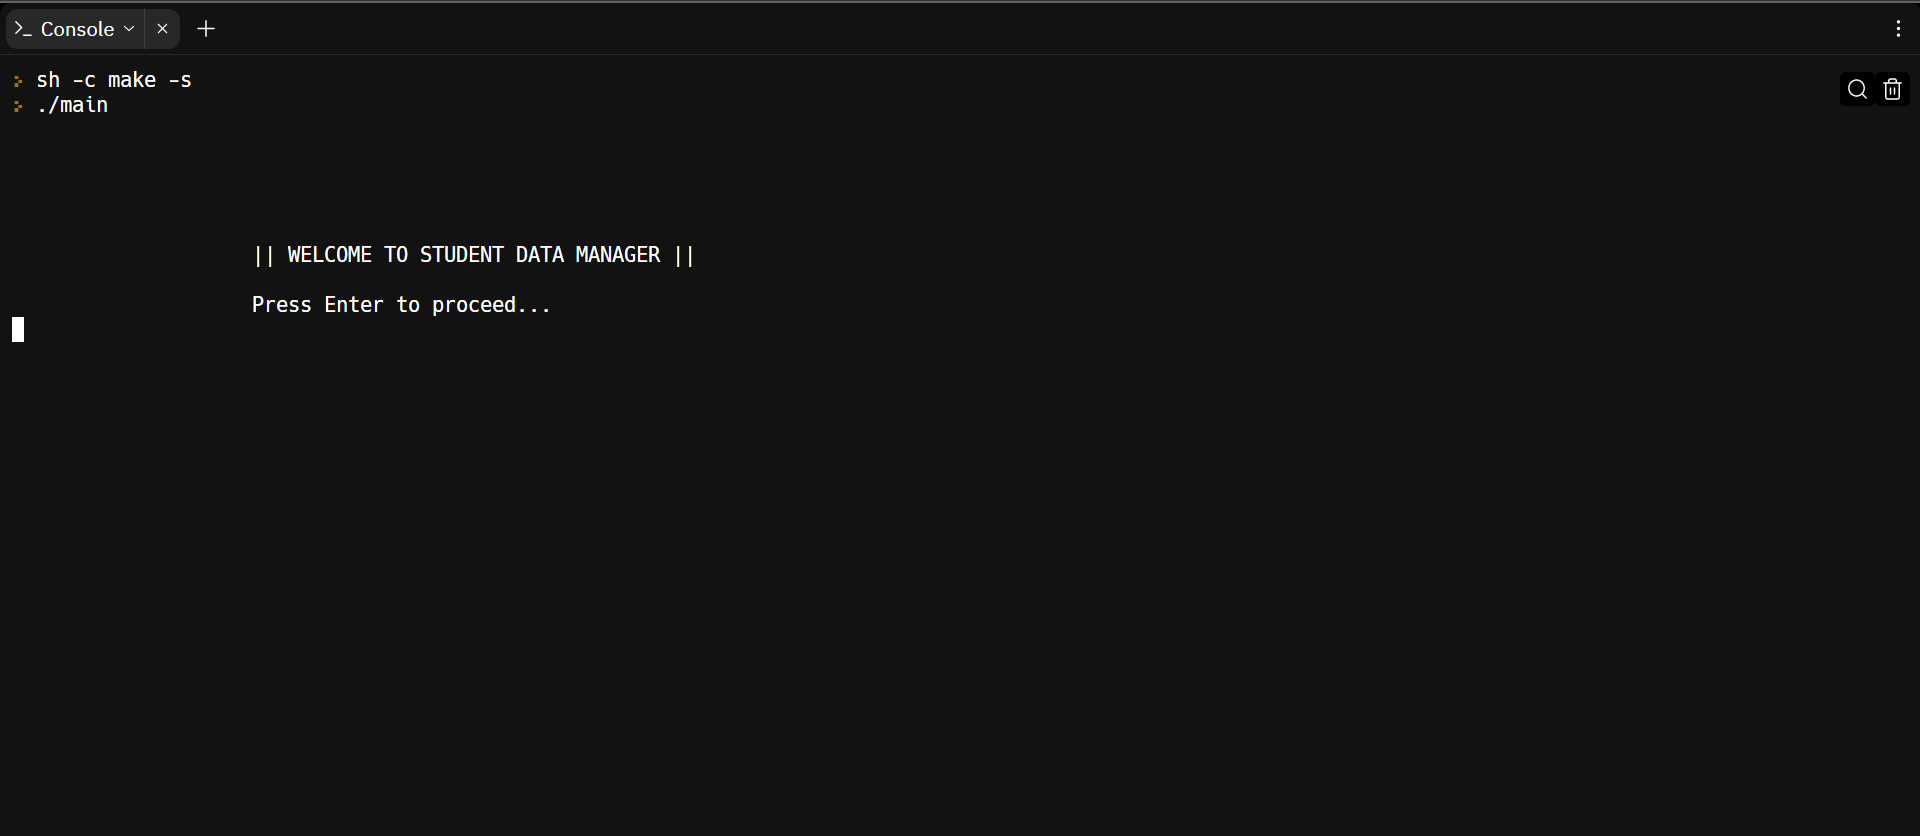 Console
sh -c make -s
./main
|| WELCOME TO STUDENT DATA MANAGER ||
Press Enter to proceed...